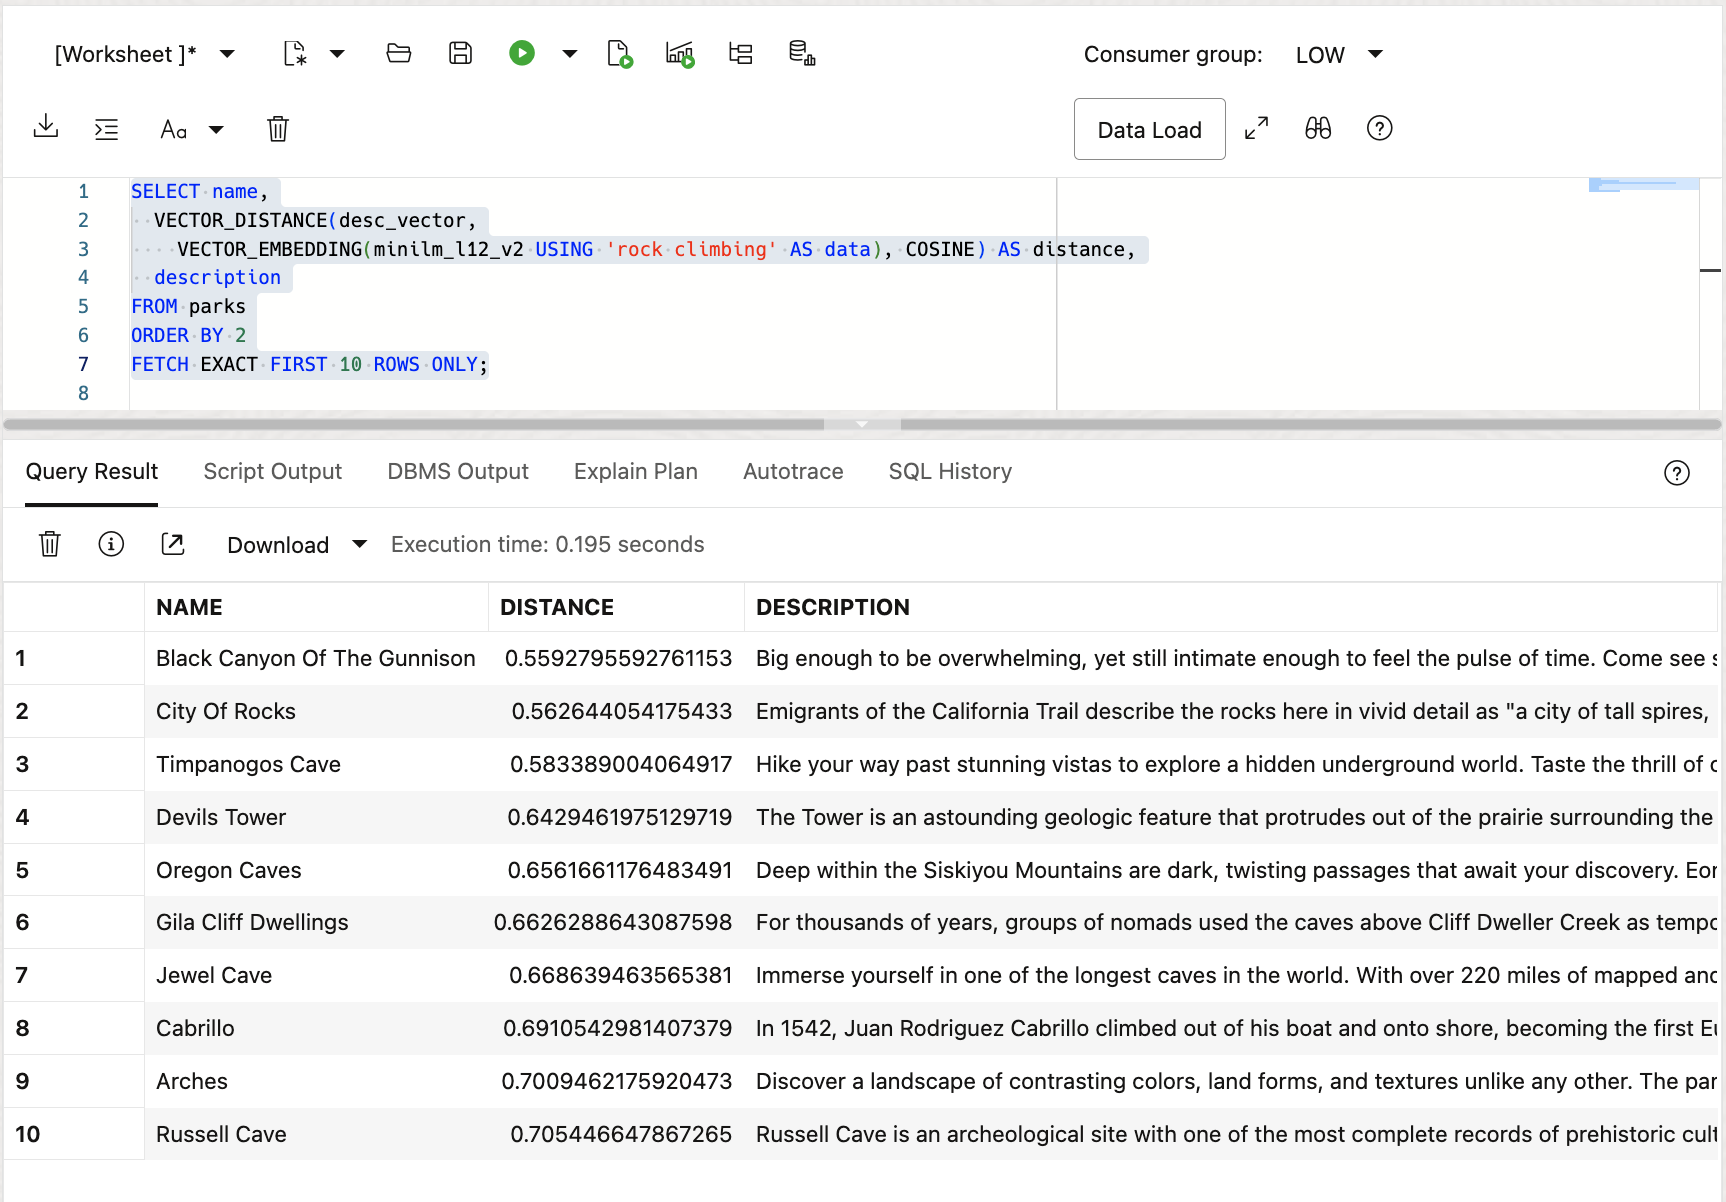 [Worksheet ]*
Consumer group: LOW
Aa
Data Load
1 SELECT name,
2 VECTOR_DISTANCE(desc_vector,
3 VECTOR_EMBEDDING(minilm_l12_v2 USING 'rock climbing' AS data), COSINE) AS distance,
4 description
5 FROM parks
6 ORDER BY 2
7 FETCH EXACT FIRST 10 ROWS ONLY;
8
Query Result Script Output DBMS Output Explain Plan Autotrace SQL History
Download Execution time: 0.195 seconds
NAME DISTANCE DESCRIPTION
1 Black Canyon Of The Gunnison 0.5592795592761153 Big enough to be overwhelming, yet still intimate enough to feel the pulse of time. Come see
2 City Of Rocks 0.562644054175433 Emigrants of the California Trail describe the rocks here in vivid detail as "a city of tall spires,
3 Timpanogos Cave 0.583389004064917 Hike your way past stunning vistas to explore a hidden underground world. Taste the thrill of
4 Devils Tower 0.6429461975129719 The Tower is an astounding geologic feature that protrudes out of the prairie surrounding the
5 Oregon Caves 0.6561661176483491 Deep within the Siskiyou Mountains are dark, twisting passages that await your discovery.
6 Gila Cliff Dwellings 0.6626288643087598 For thousands of years, groups of nomads used the caves above Cliff Dweller Creek as
7 Jewel Cave 0.668639463565381 Immerse yourself in one of the longest caves in the world. With over 220 miles of mapped
8 Cabrillo 0.6910542981407379 In 1542, Juan Rodriguez Cabrillo climbed out of his boat and onto shore, becoming the first
9 Arches 0.7009462175920473 Discover a landscape of contrasting colors, land forms, and textures unlike any other. The
10 Russell Cave 0.705446647867265 Russell Cave is an archeological site with one of the most complete records of prehistoric